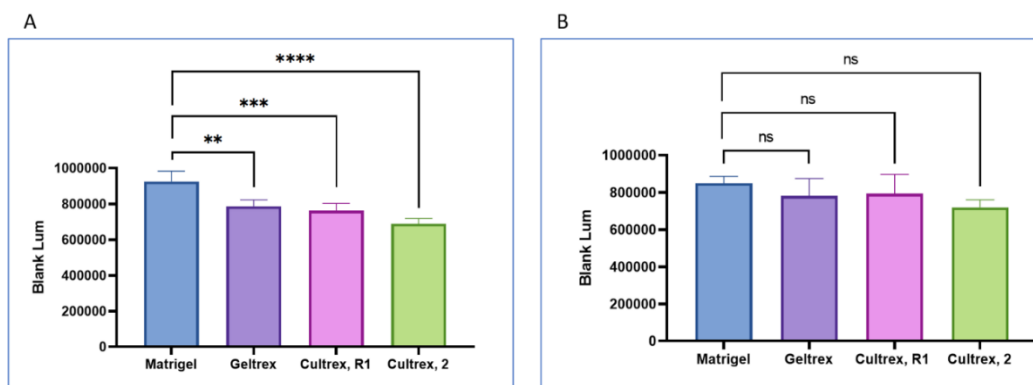 A
****
***
**
1000000
800000
600000
400000
200000
0
Blank Lum
Matrigel Geltrex Cultrex, R1 Cultrex, 2
B
ns
ns
ns
1000000
800000
600000
400000
200000
0
Blank Lum
Matrigel Geltrex Cultrex, R1 Cultrex, 2